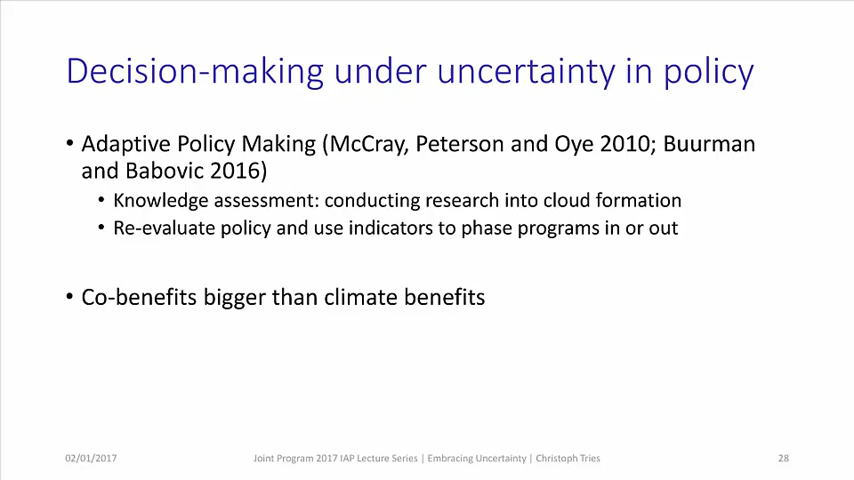 Decision-making under uncertainty in policy
• Adaptive Policy Making (McCray, Peterson and Oye 2010; Buurman
and Babovic 2016)
• Knowledge assessment: conducting research into cloud formation
• Re-evaluate policy and use indicators to phase programs in or out
• Co-benefits bigger than climate benefits
02/01/2017 Joint Program 2017 IAP Lecture Series | Embracing Uncertainty | Christoph Tries 28